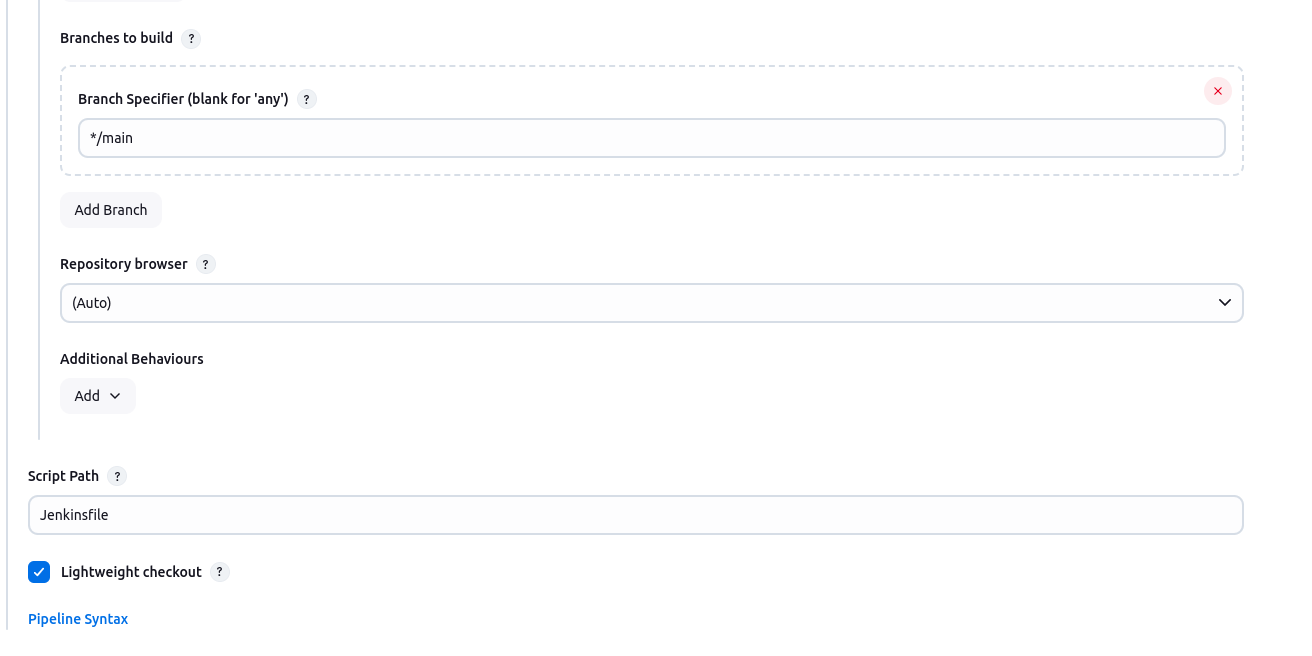 Branches to build ?
Branch Specifier (blank for 'any') ?
*/main
Add Branch
Repository browser ?
(Auto)
Additional Behaviours
Add
Script Path ?
Jenkinsfile
Lightweight checkout ?
Pipeline Syntax